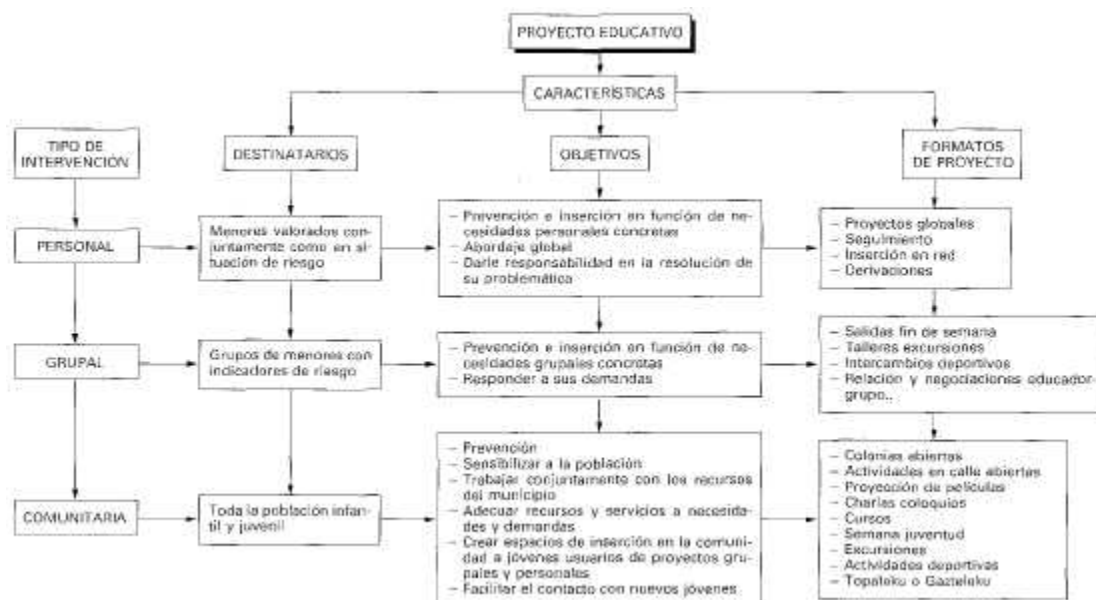 PROYECTO EDUCATIVO
CARACTERÍSTICAS
TIPO DE
INTERVENCIÓN
DESTINATARIOS
OBJETIVOS
FORMATOS
DE PROYECTO
PERSONAL
Menores valorados con-
juntamente como en si-
tuación de riesgo
– Prevención e inserción en función de ne-
cesidades personales concretas
– Abordaje global
– Darle responsabilidad en la resolución de
su problemática
– Proyectos globales
– Seguimiento
– Inserción en red
– Derivaciones
GRUPAL
Grupos de menores con
indicadores de riesgo
– Prevención e inserción en función de ne-
cesidades grupales concretas
– Responder a sus demandas
– Salidas fin de semana
– Talleres excursiones
– Intercambios deportivos
– Relación y negociaciones educador-
grupo..
COMUNITARIA
Toda la población infan-
til y juvenil
– Prevención
– Sensibilizar a la población
– Trabajar conjuntamente con los recursos
del municipio
– Adecuar recursos y servicios a necesida-
des y demandas
– Crear espacios de inserción en la comuni-
dad a jóvenes usuarios de proyectos gru-
pales y personales
– Facilitar el contacto con nuevos jóvenes
– Colonias abiertas
– Actividades en calle abiertas
– Proyección de películas
– Charlas coloquios
– Cursos
– Semana juventud
– Excursiones
– Actividades deportivas
– Topaleku o Gazteleku